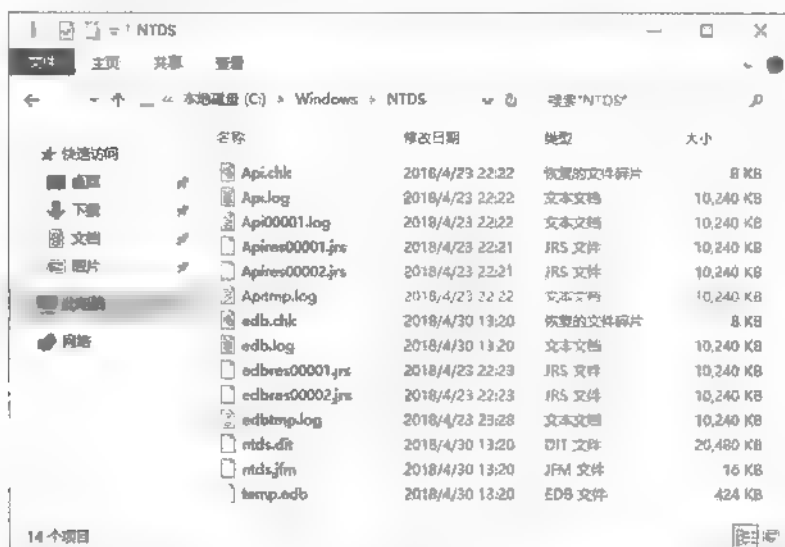 NTDS
文件 主页 共享 查看
本地磁盘 (C:) Windows NTDS 搜索"NTDS"
名称 修改日期 类型 大小
快速访问
桌面
下载
文档
图片
此电脑
网络
Api.chk 2018/4/23 22:22 恢复的文件碎片 8 KB
Api.log 2018/4/23 22:22 文本文档 10,240 KB
Api00001.log 2018/4/23 22:22 文本文档 10,240 KB
Apires00001.jrs 2018/4/23 22:21 JRS 文件 10,240 KB
Apires00002.jrs 2018/4/23 22:21 JRS 文件 10,240 KB
Apitmp.log 2018/4/23 22:22 文本文档 10,240 KB
edb.chk 2018/4/30 13:20 恢复的文件碎片 8 KB
edb.log 2018/4/30 13:20 文本文档 10,240 KB
edbres00001.jrs 2018/4/23 22:23 JRS 文件 10,240 KB
edbres00002.jrs 2018/4/23 22:23 JRS 文件 10,240 KB
edbtmp.log 2018/4/23 23:28 文本文档 10,240 KB
ntds.dit 2018/4/30 13:20 DIT 文件 20,480 KB
ntds.jfm 2018/4/30 13:20 JFM 文件 16 KB
temp.edb 2018/4/30 13:20 EDB 文件 424 KB
14 个项目